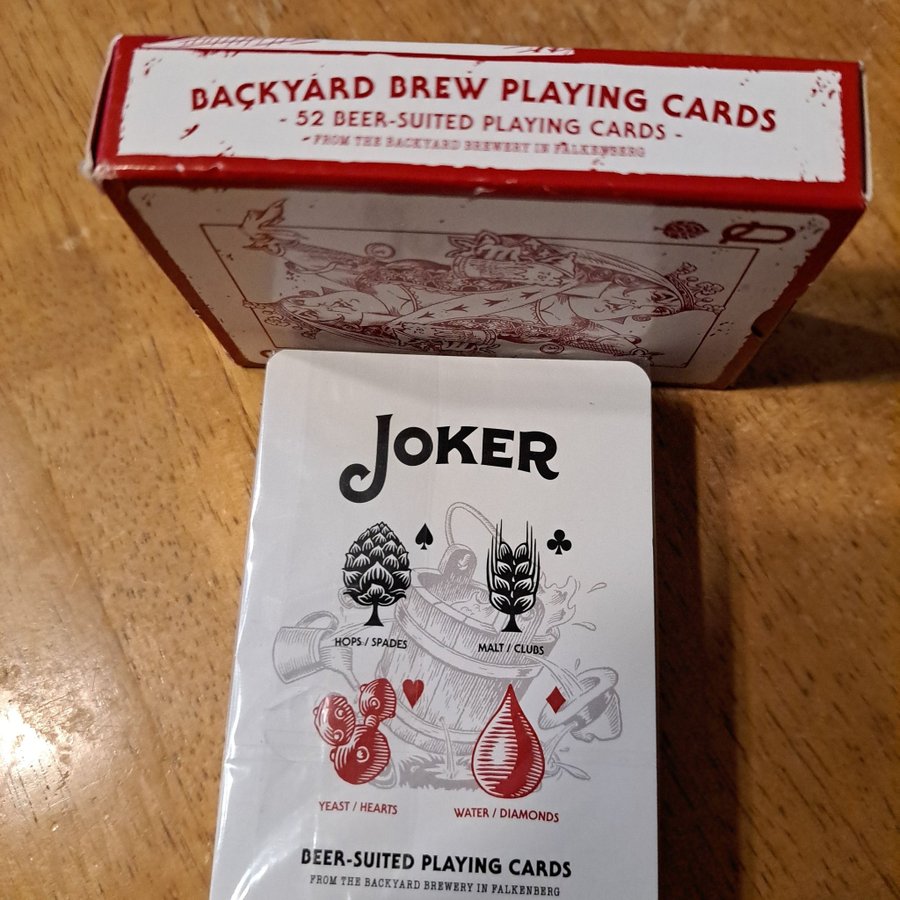 BACKYARD BREW PLAYING CARDS
- 52 BEER-SUITED PLAYING CARDS -
FROM THE BACKYARD BREWERY IN FALKENBERG
Q
JOKER
HOPS / SPADES
MALT / CLUBS
YEAST / HEARTS
WATER / DIAMONDS
BEER-SUITED PLAYING CARDS
FROM THE BACKYARD BREWERY IN FALKENBERG